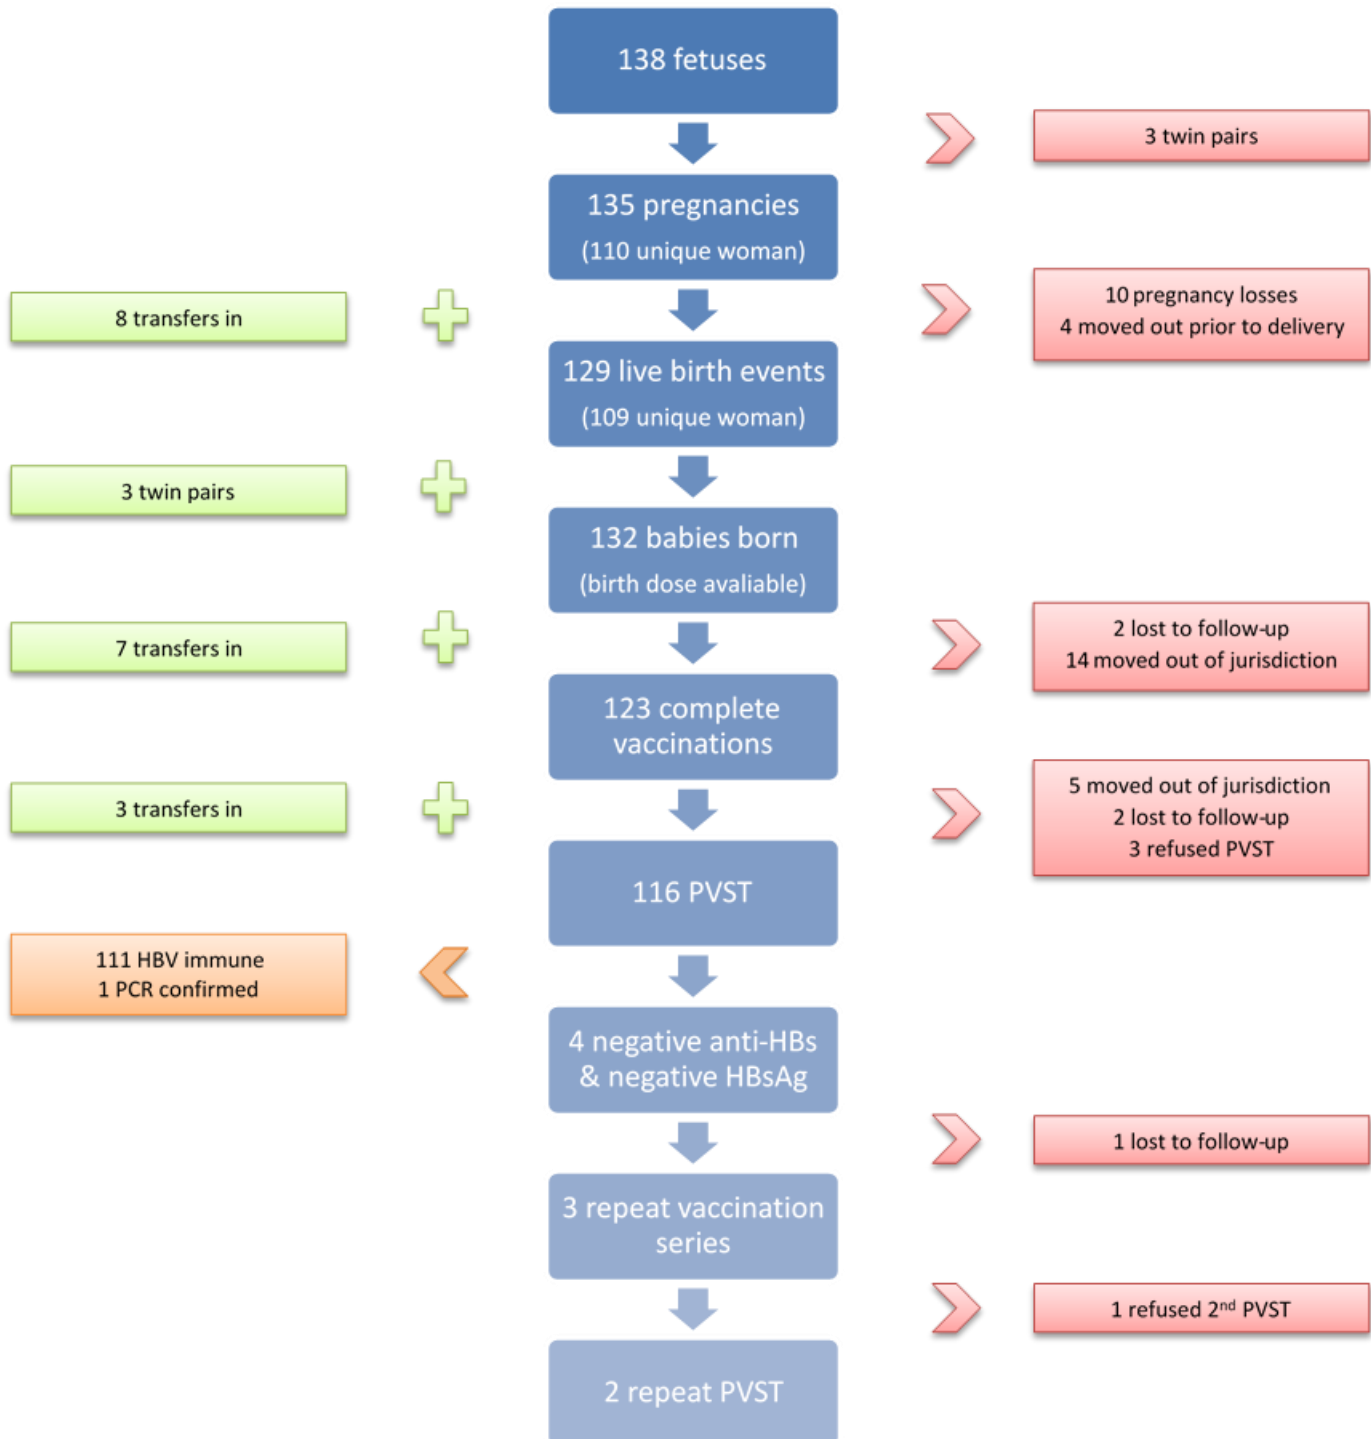 138 fetuses
3 twin pairs
135 pregnancies
(110 unique woman)
8 transfers in
10 pregnancy losses
4 moved out prior to delivery
129 live birth events
(109 unique woman)
3 twin pairs
132 babies born
(birth dose avaliable)
7 transfers in
2 lost to follow-up
14 moved out of jurisdiction
123 complete
vaccinations
3 transfers in
5 moved out of jurisdiction
2 lost to follow-up
3 refused PVST
116 PVST
111 HBV immune
1 PCR confirmed
4 negative anti-HBs
& negative HBsAg
1 lost to follow-up
3 repeat vaccination
series
1 refused 2nd PVST
2 repeat PVST